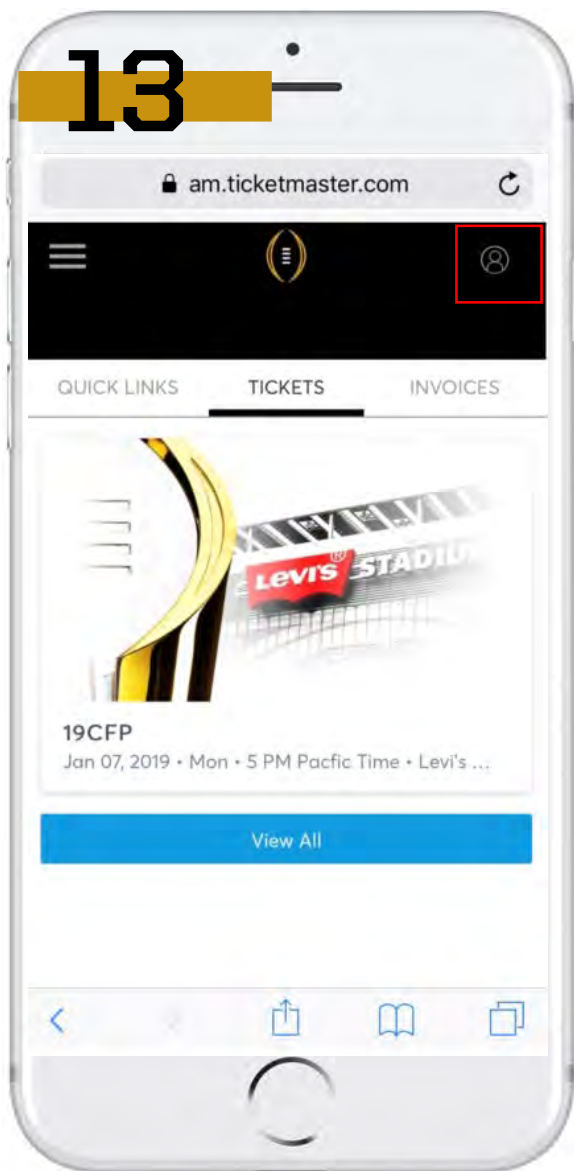 13
am.ticketmaster.com
QUICK LINKS TICKETS INVOICES
LEVI'S® STADIU
19CFP
Jan 07, 2019 • Mon • 5 PM Pacfic Time • Levi's ...
View All